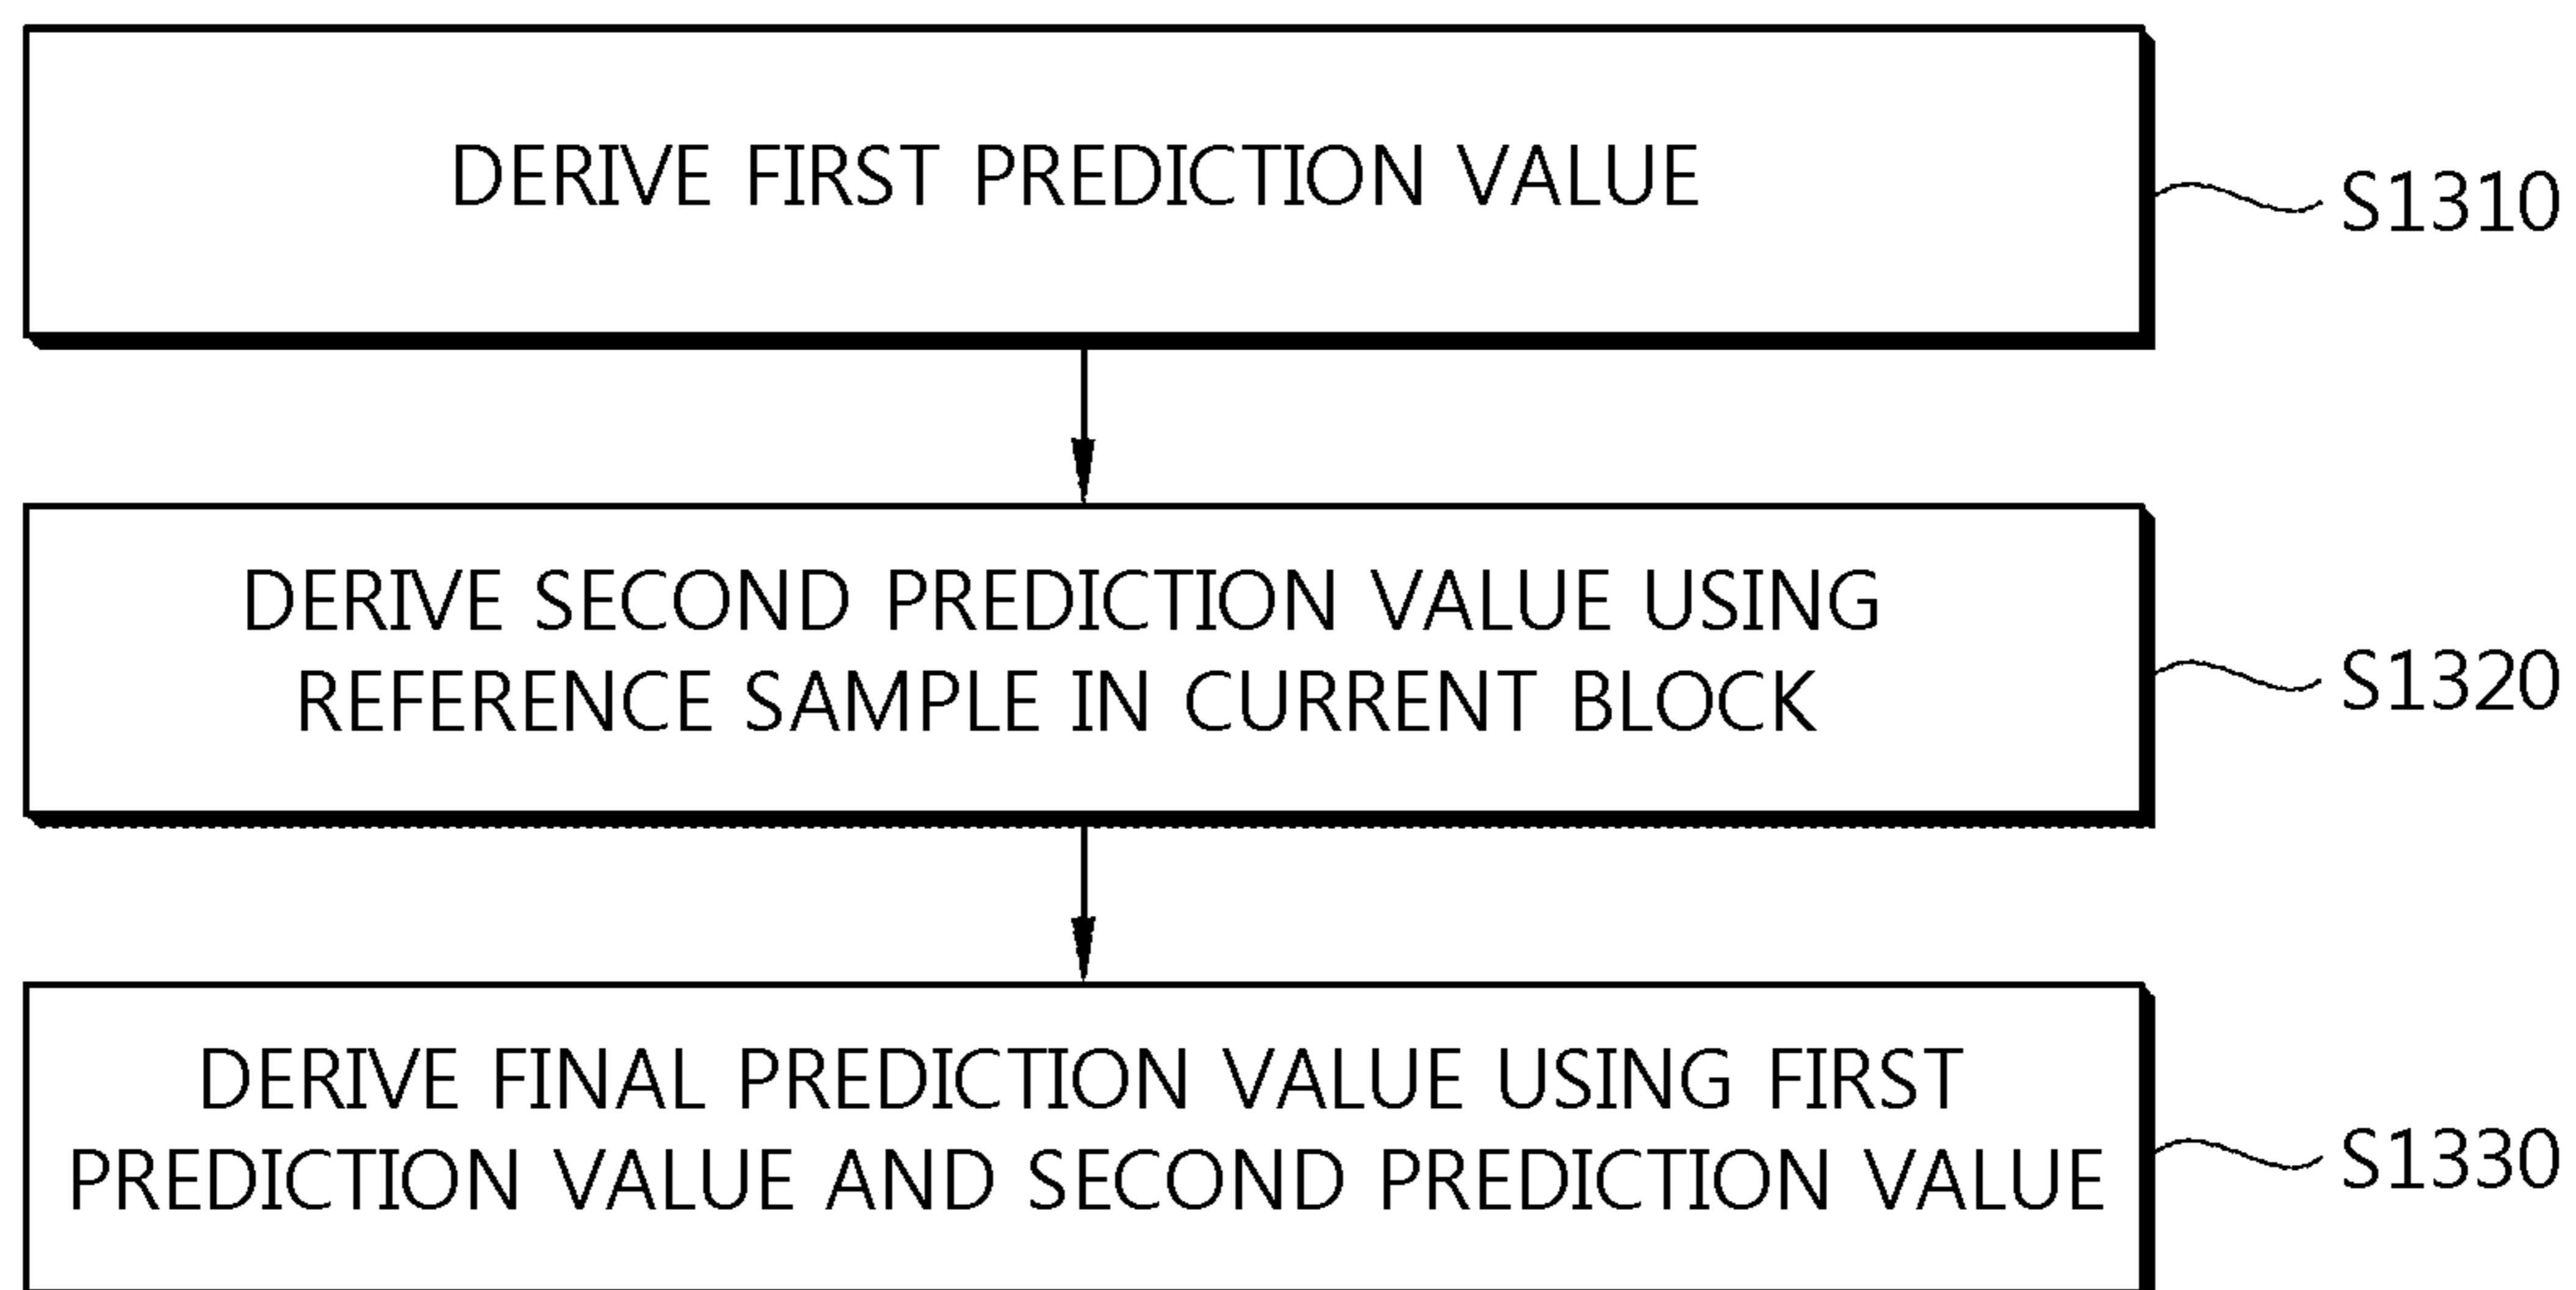 DERIVE FIRST PREDICTION VALUE
S1310
DERIVE SECOND PREDICTION VALUE USING
REFERENCE SAMPLE IN CURRENT BLOCK
S1320
DERIVE FINAL PREDICTION VALUE USING FIRST
PREDICTION VALUE AND SECOND PREDICTION VALUE
S1330